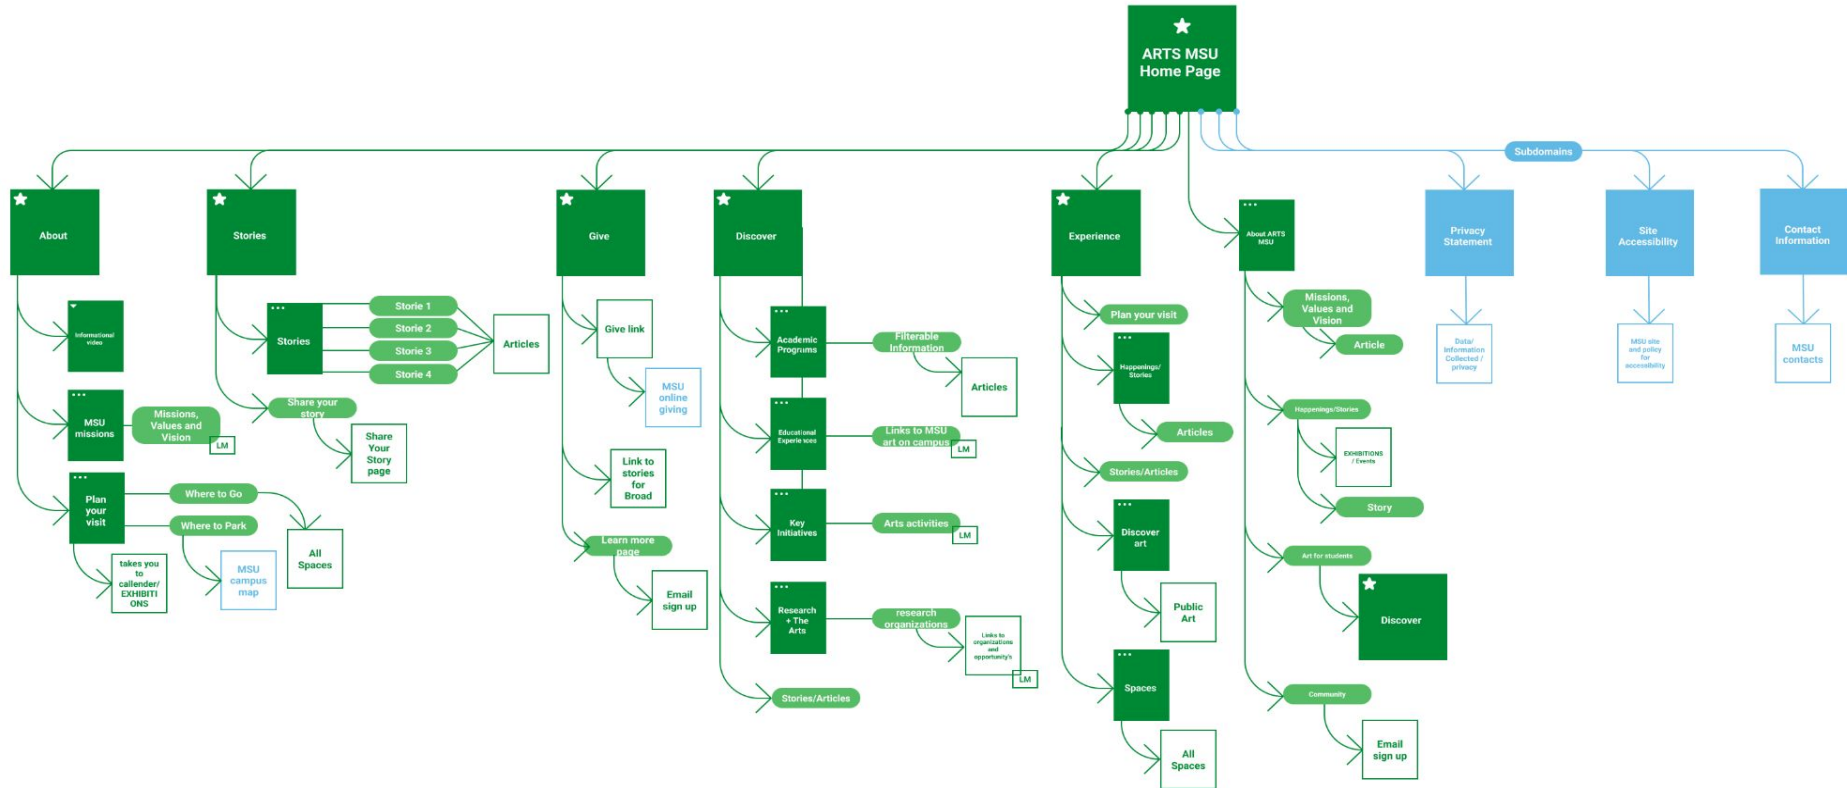 ARTS MSU
Home Page
Subdomains
About
Stories
Give
Discover
Experience
About ARTS
MSU
Privacy
Statement
Site
Accessibility
Contact
Information
Informational
video
MSU
missions
Missions,
Values and
Vision
LM
Plan
your
visit
Where to Go
Where to Park
takes you
to
callender/
EXHIBITI
ONS
MSU
campus
map
All
Spaces
Stories
Storie 1
Storie 2
Storie 3
Storie 4
Articles
Share your
story
Share
Your
Story
page
Give link
MSU
online
giving
Link to
stories
for
Broad
Learn more
page
Email
sign up
Academic
Programs
Filterable
Information
Articles
Educational
Experiences
Links to MSU
art on campus
LM
Key
Initiatives
Arts activities
LM
Research
+ The
Arts
research
organizations
Links to
organizations
and
opportunity's
LM
Stories/Articles
Plan your visit
Happenings/
Stories
Articles
Stories/Articles
Discover
art
Public
Art
Spaces
All
Spaces
Missions,
Values and
Vision
Article
Happenings/Stories
EXHIBITIONS
/ Events
Story
Art for students
Discover
Community
Email
sign up
Data/
Information
Collected /
privacy
MSU site
and policy
for
accessibility
MSU
contacts